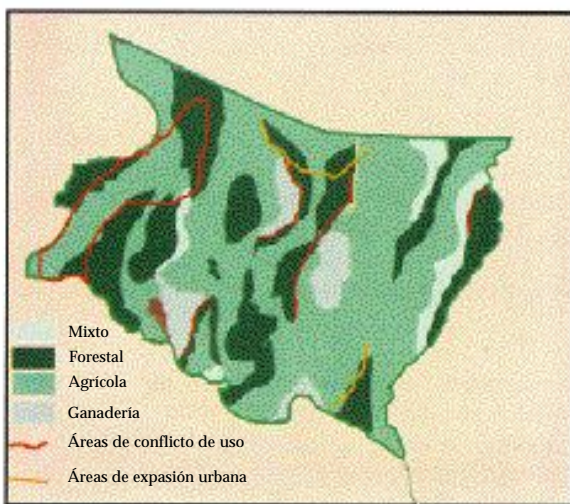 Mixto
Forestal
Agrícola
Ganadería
Áreas de conflicto de uso
Áreas de expasión urbana